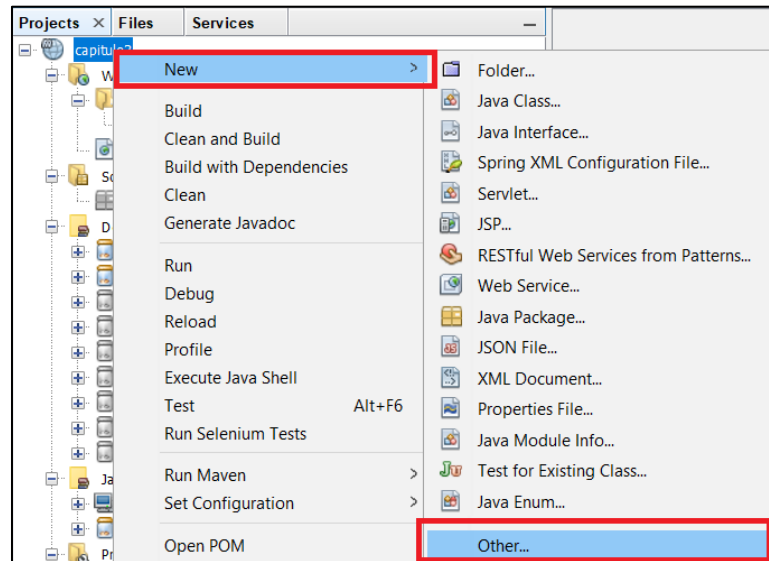 Projects × Files Services
capitulo2
New >
Build
Clean and Build
Build with Dependencies
Clean
Generate Javadoc
Run
Debug
Reload
Profile
Execute Java Shell
Test Alt+F6
Run Selenium Tests
Run Maven >
Set Configuration >
Open POM
Folder...
Java Class...
Java Interface...
Spring XML Configuration File...
Servlet...
JSP...
RESTful Web Services from Patterns...
Web Service...
Java Package...
JSON File...
XML Document...
Properties File...
Java Module Info...
Test for Existing Class...
Java Enum...
Other...